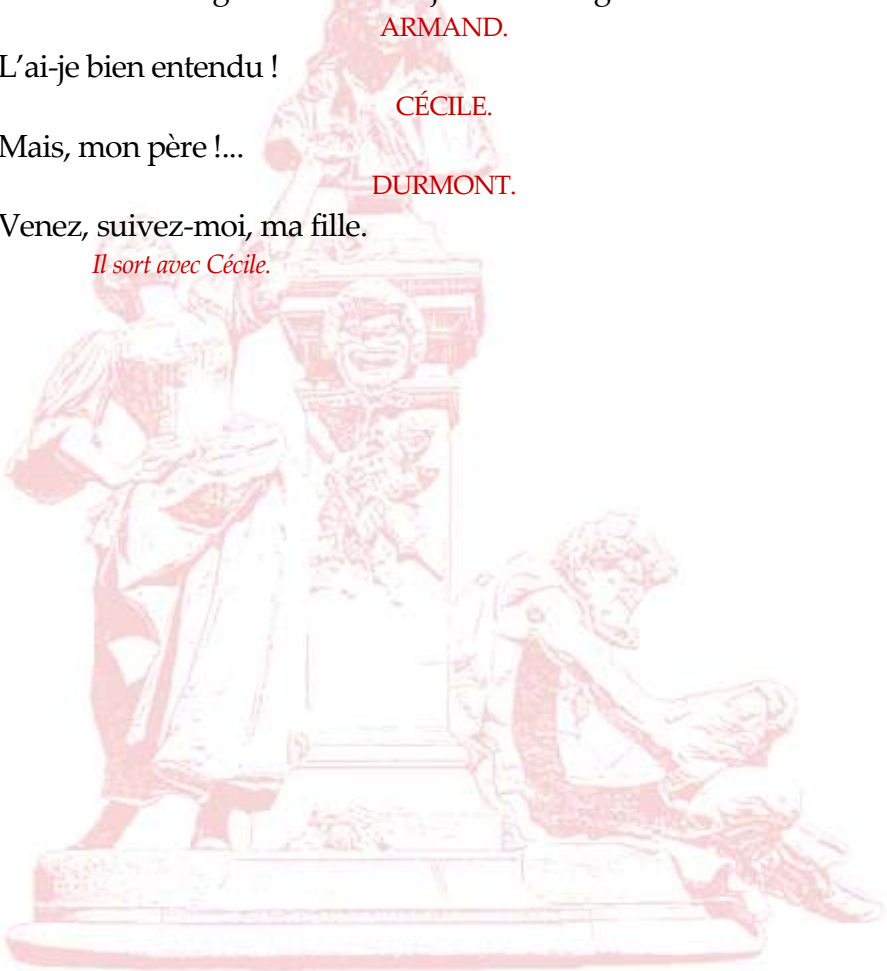 ARMAND.
L’ai-je bien entendu !
CÉCILE.
Mais, mon père !...
DURMONT.
Venez, suivez-moi, ma fille.
Il sort avec Cécile.